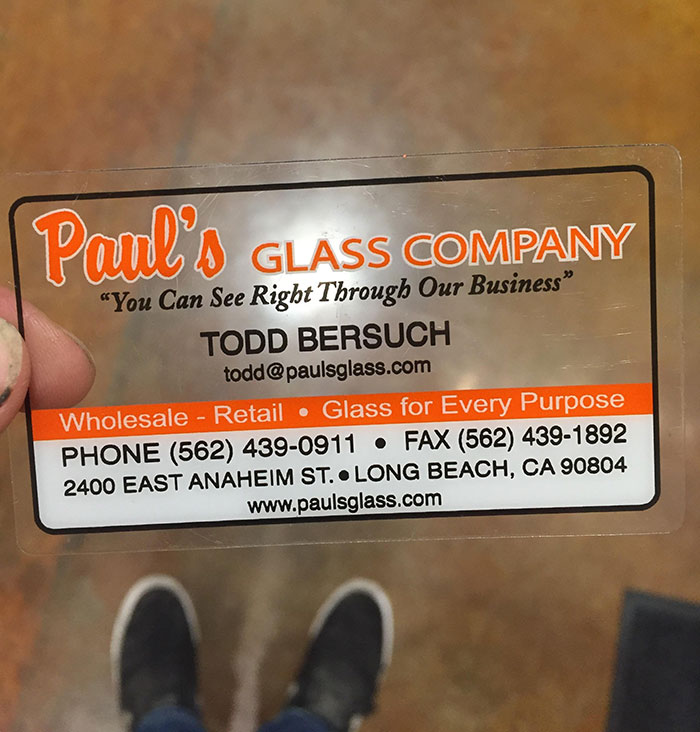 Paul's GLASS COMPANY
“You Can See Right Through Our Business”
TODD BERSUCH
todd@paulsglass.com
Wholesale - Retail • Glass for Every Purpose
PHONE (562) 439-0911 • FAX (562) 439-1892
2400 EAST ANAHEIM ST. • LONG BEACH, CA 90804
www.paulsglass.com